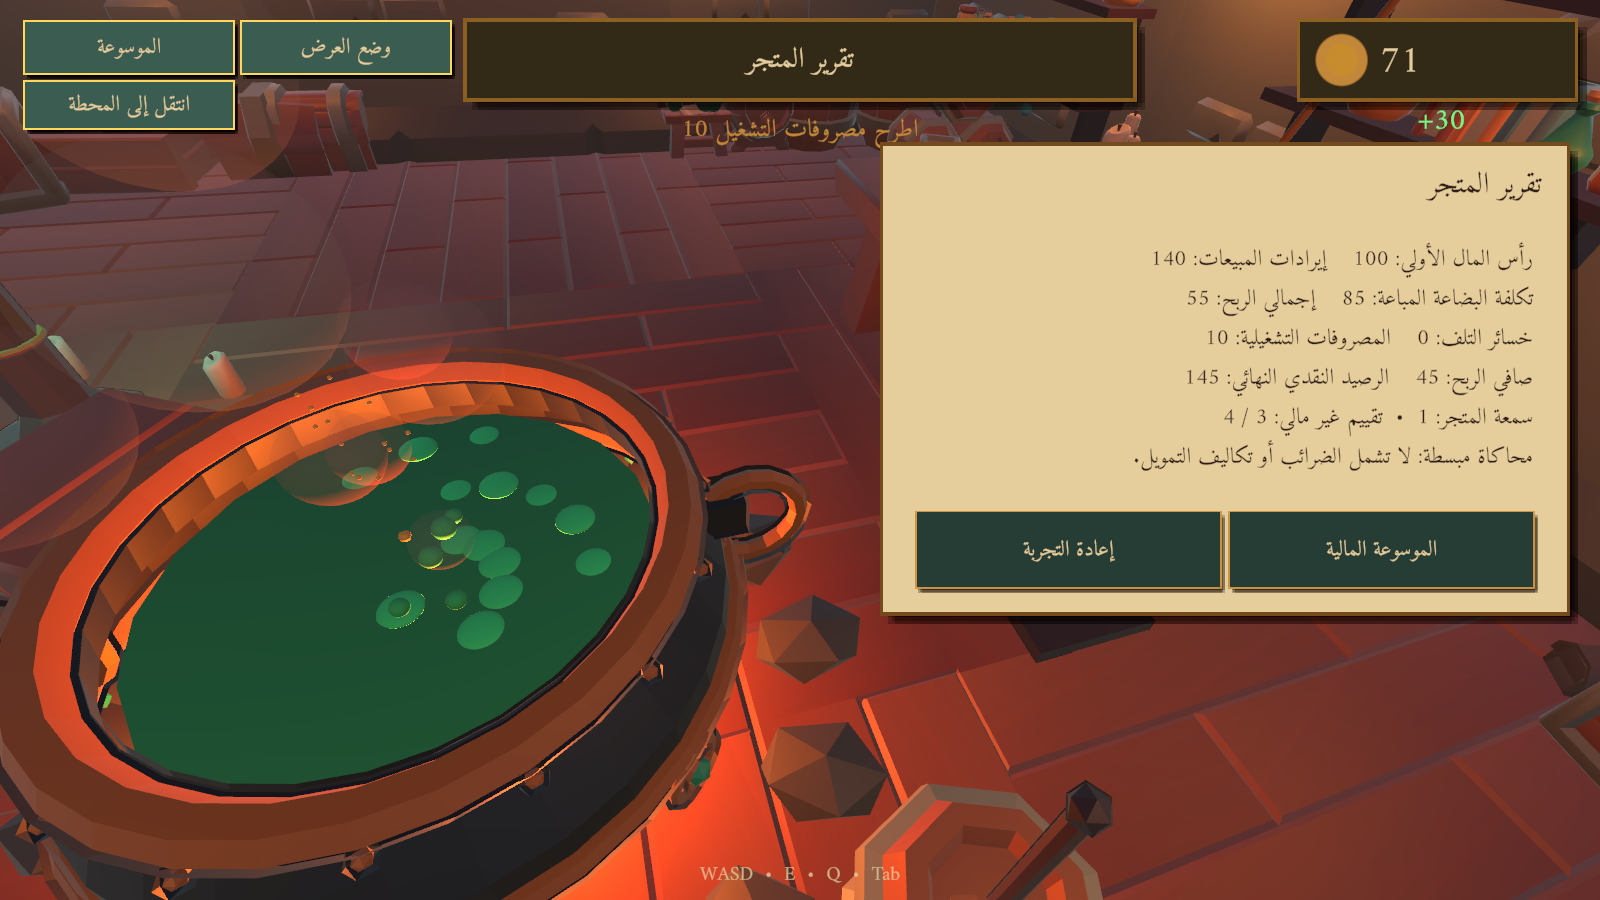 الموسوعة
وضع العرض
انتقل إلى المحطة
تقرير المتجر
71
+30
اطرح مصروفات التشغيل 10
تقرير المتجر
رأس المال الأولي: 100 إيرادات المبيعات: 140
تكلفة البضاعة المباعة: 85 إجمالي الربح: 55
خسائر التلف: 0 المصروفات التشغيلية: 10
صافي الربح: 45 الرصيد النقدي النهائي: 145
سمعة المتجر: 1 • تقييم غير مالي: 3 / 4
محاكاة مبسطة: لا تشمل الضرائب أو تكاليف التمويل.
الموسوعة المالية
إعادة التجربة
WASD • E • Q • Tab